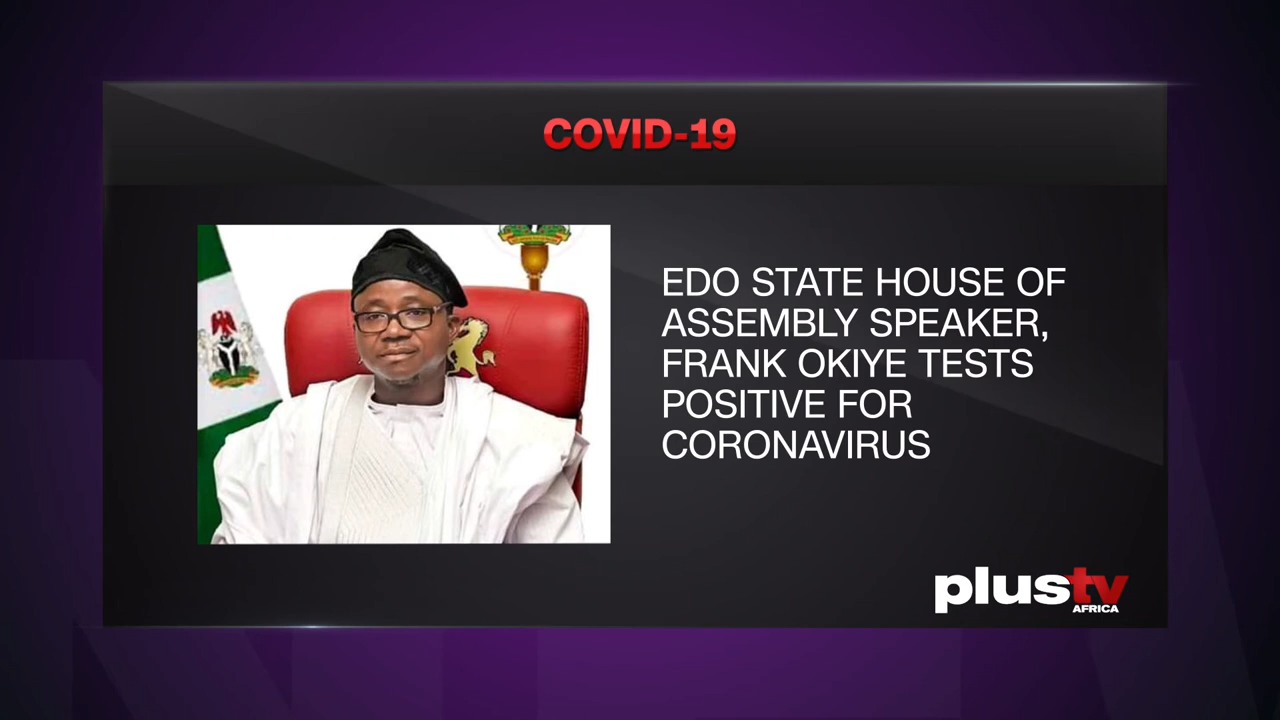 COVID-19
EDO STATE HOUSE OF
ASSEMBLY SPEAKER,
FRANK OKIYE TESTS
POSITIVE FOR
CORONAVIRUS
plustv
AFRICA